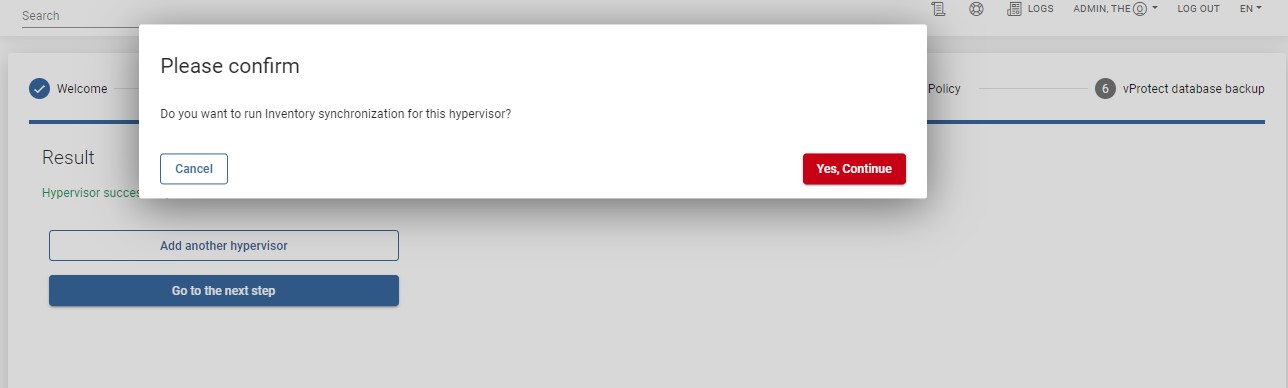 Search
LOGS
ADMIN, THE
LOG OUT
EN
Please confirm
Do you want to run Inventory synchronization for this hypervisor?
Cancel
Yes, Continue
Welcome
Policy
6
vProtect database backup
Result
Hypervisor
Add another hypervisor
Go to the next step